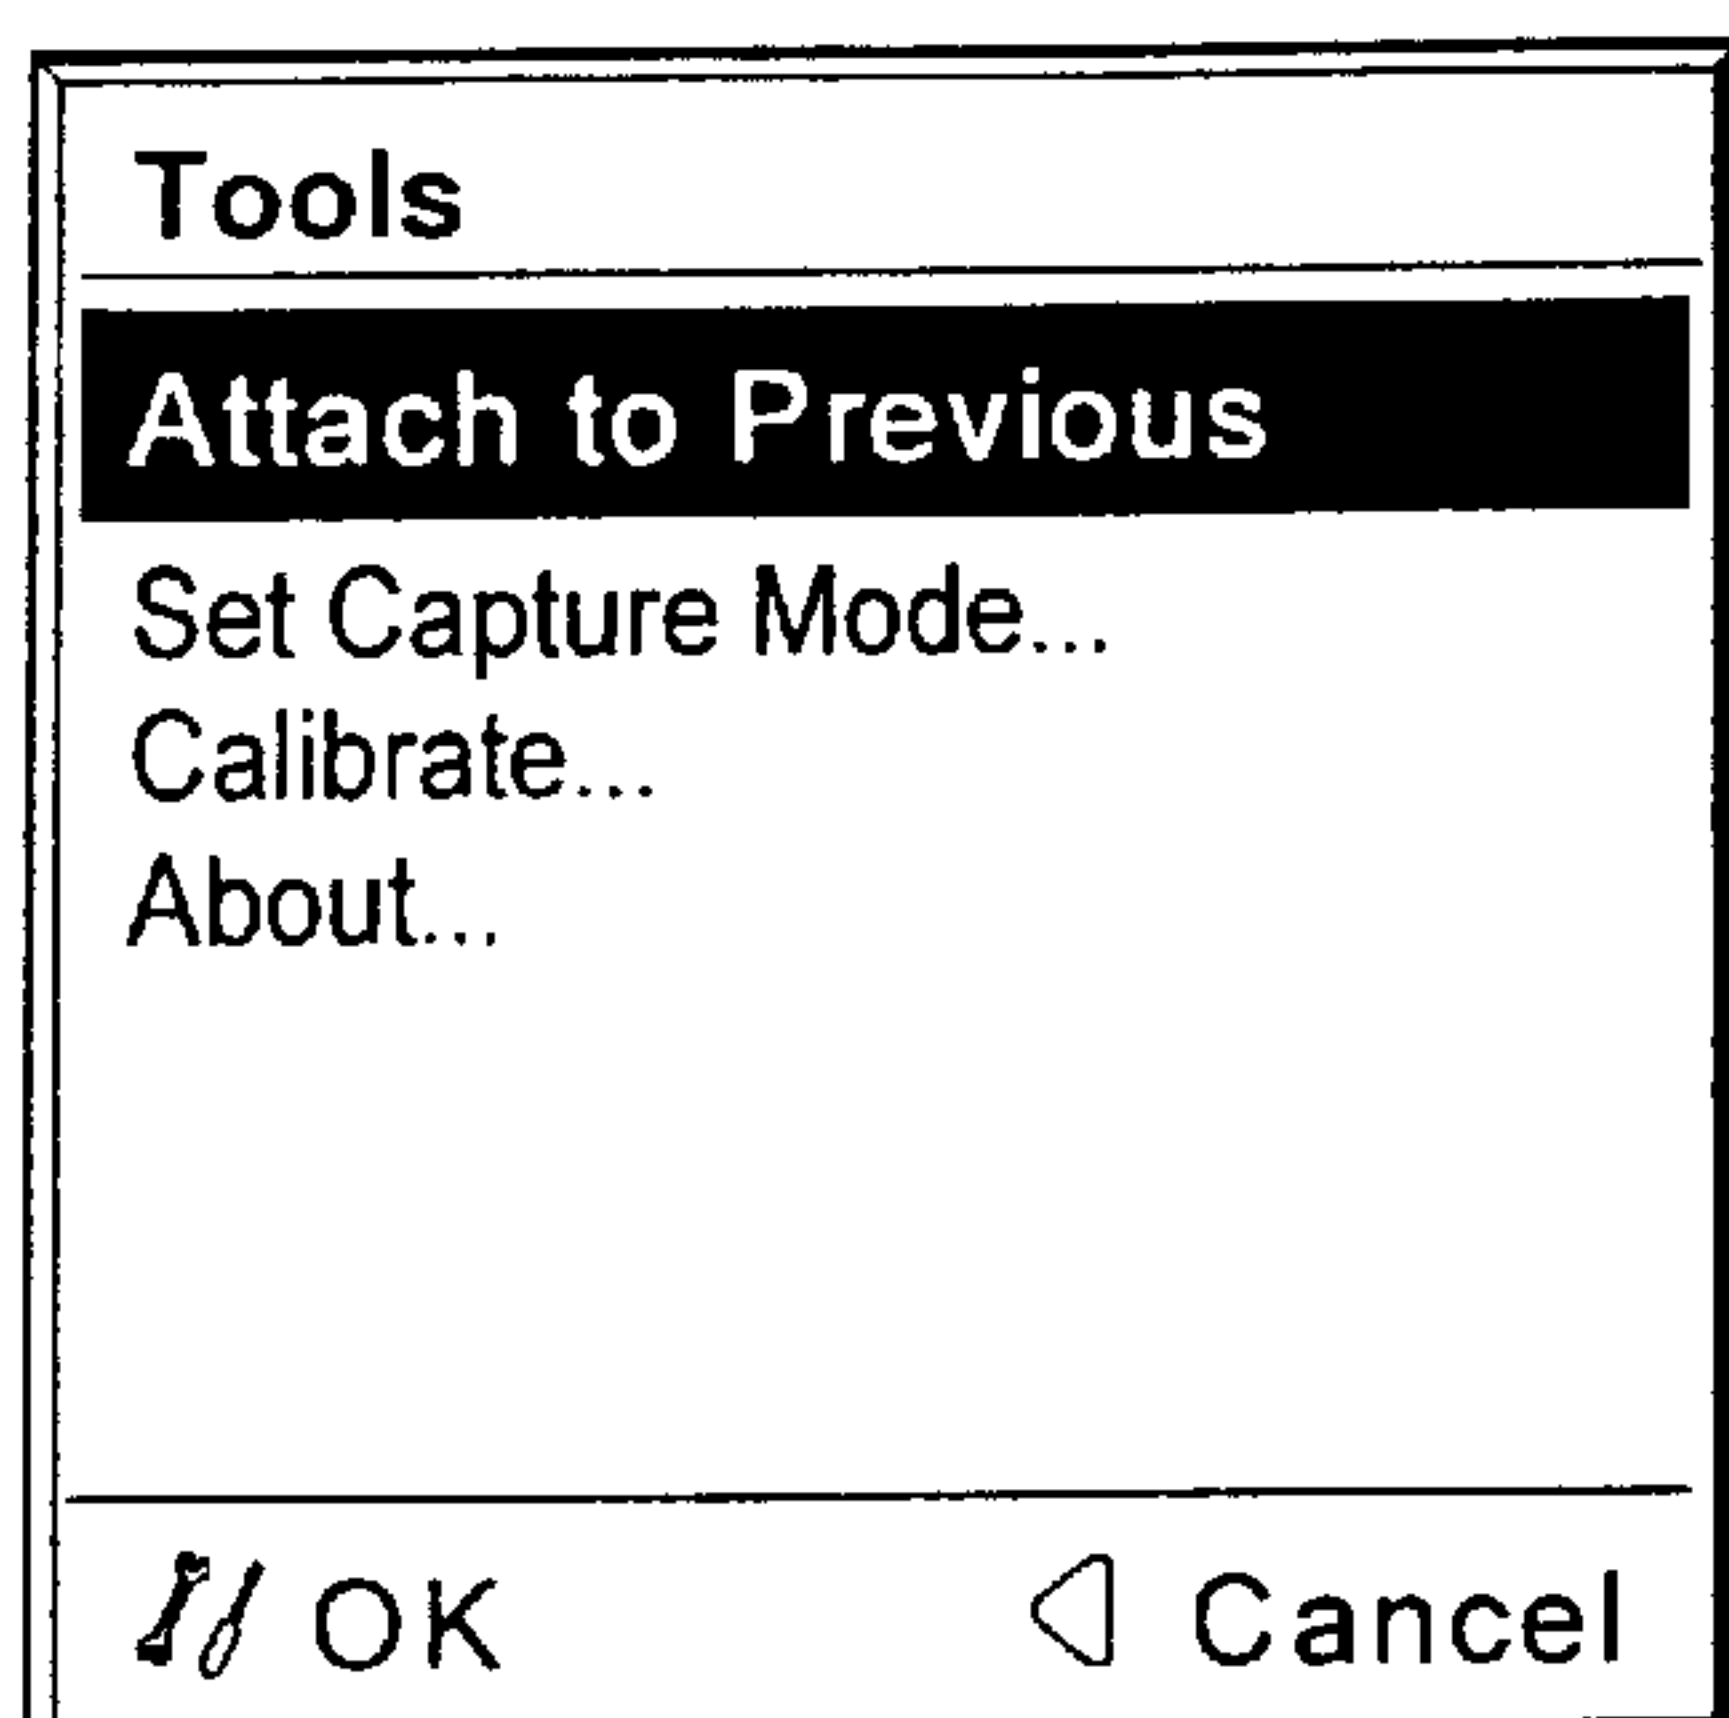 Tools
Attach to Previous
Set Capture Mode...
Calibrate...
About...
OK Cancel